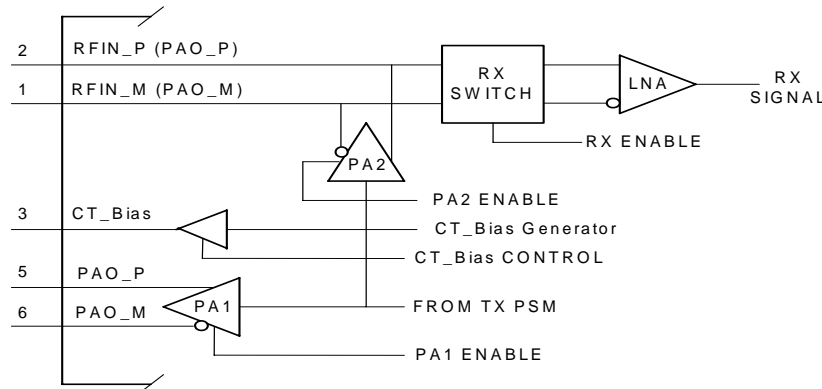 2 RFIN_P (PAO_P)
1 RFIN_M (PAO_M)
RX
SWITCH
LNA
RX
SIGNAL
RX ENABLE
PA2
PA2 ENABLE
3 CT_Bias
CT_Bias Generator
CT_Bias CONTROL
5 PAO_P
6 PAO_M
PA1
FROM TX PSM
PA1 ENABLE